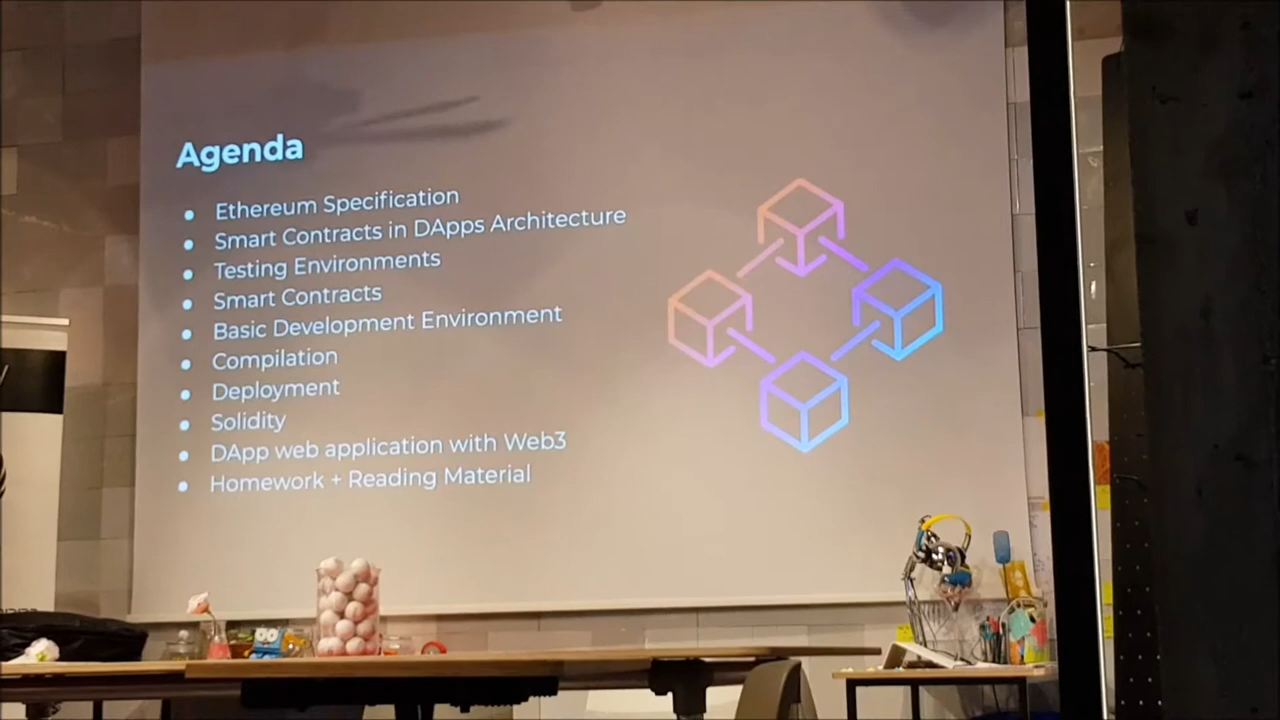 Agenda
Ethereum Specification
Smart Contracts in DApps Architecture
Testing Environments
Smart Contracts
Basic Development Environment
Compilation
Deployment
Solidity
DApp web application with Web3
Homework + Reading Material